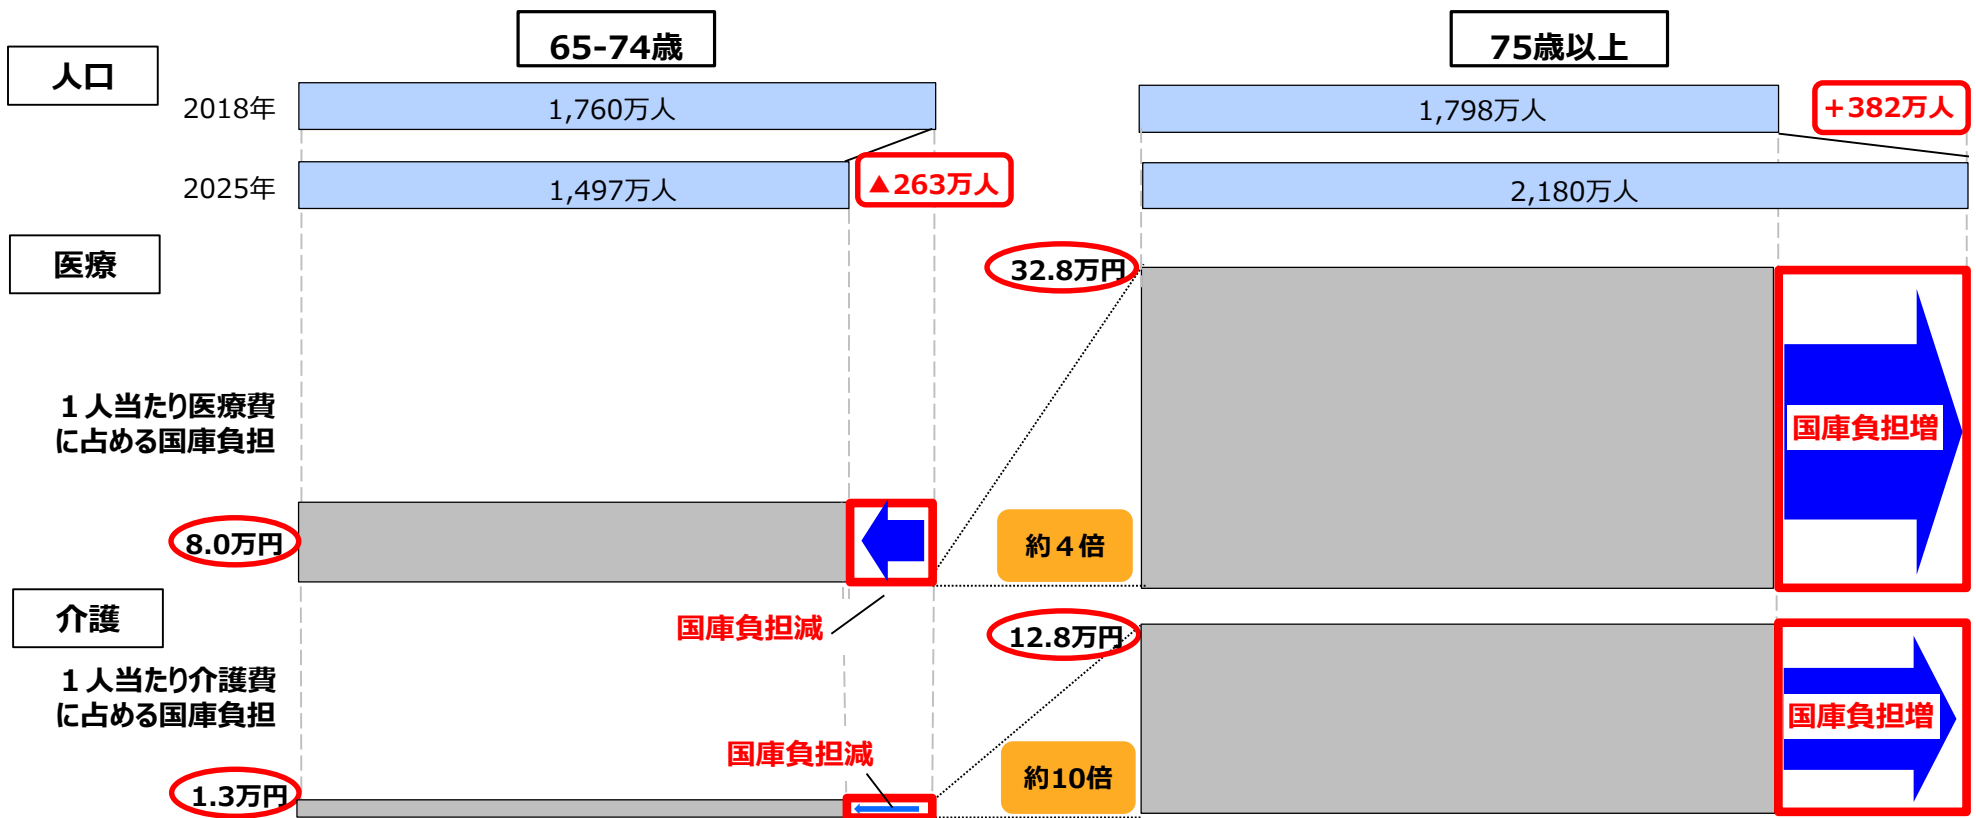 65-74歳
75歳以上
人口
2018年
1,760万人
1,798万人
+382万人
2025年
1,497万人
▲263万人
2,180万人
医療
32.8万円
1人当たり医療費
に占める国庫負担
国庫負担増
8.0万円
約4倍
介護
国庫負担減
12.8万円
1人当たり介護費
に占める国庫負担
国庫負担増
国庫負担減
約10倍
1.3万円